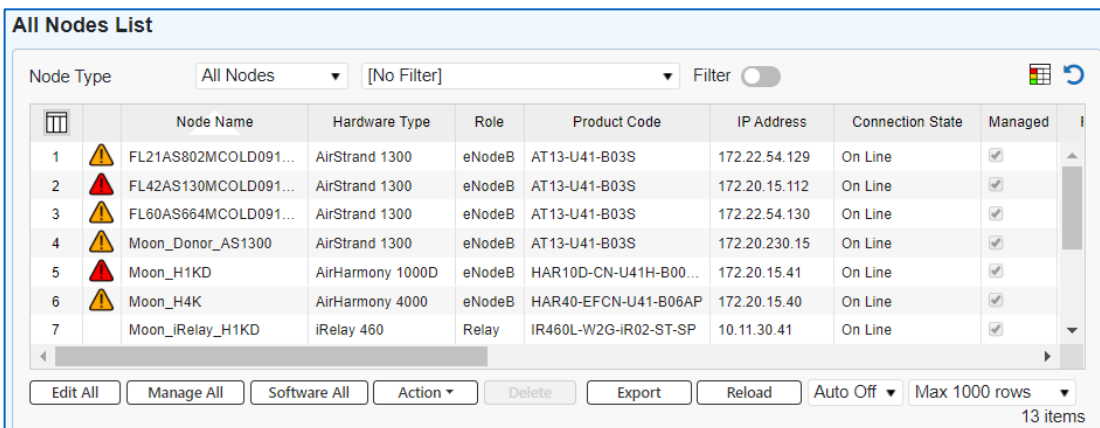 All Nodes List
Node Type All Nodes [No Filter] Filter
Node Name Hardware Type Role Product Code IP Address Connection State Managed
1 FL21AS802MCOLD091... AirStrand 1300 eNodeB AT13-U41-B03S 172.22.54.129 On Line
2 FL42AS130MCOLD091... AirStrand 1300 eNodeB AT13-U41-B03S 172.20.15.112 On Line
3 FL60AS664MCOLD091... AirStrand 1300 eNodeB AT13-U41-B03S 172.22.54.130 On Line
4 Moon_Donor_AS1300 AirStrand 1300 eNodeB AT13-U41-B03S 172.20.230.15 On Line
5 Moon_H1KD AirHarmony 1000D eNodeB HAR10D-CN-U41H-B00... 172.20.15.41 On Line
6 Moon_H4K AirHarmony 4000 eNodeB HAR40-EFCN-U41-B06AP 172.20.15.40 On Line
7 Moon_iRelay_H1KD iRelay 460 Relay IR460L-W2G-iR02-ST-SP 10.11.30.41 On Line
Edit All Manage All Software All Action Delete Export Reload Auto Off Max 1000 rows
13 items